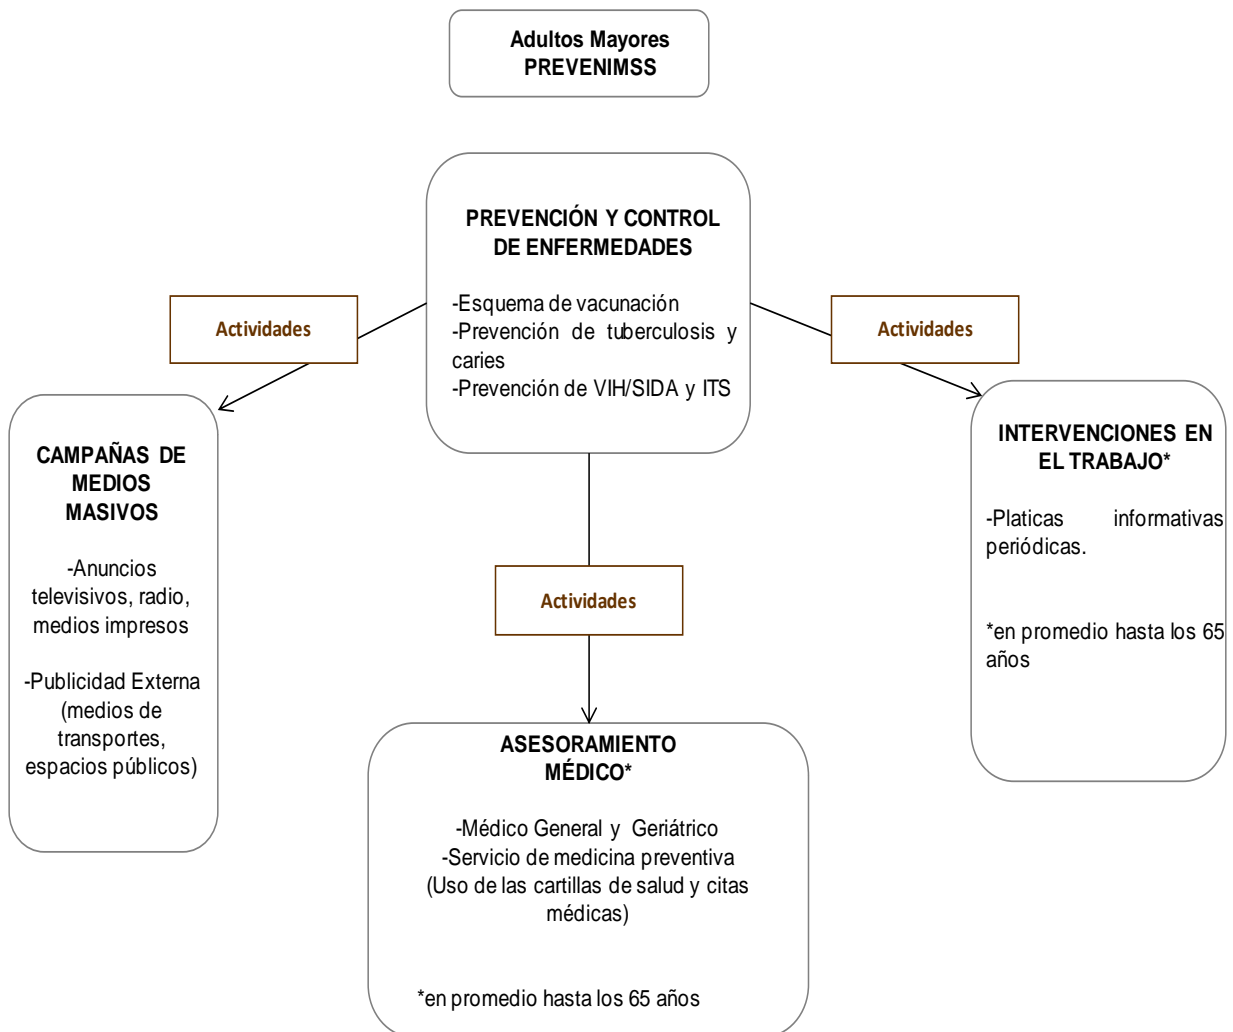 Adultos Mayores
PREVENIMSS
PREVENCIÓN Y CONTROL
DE ENFERMEDADES
-Esquema de vacunación
-Prevención de tuberculosis y
caries
-Prevención de VIH/SIDA y ITS
Actividades
Actividades
Actividades
CAMPAÑAS DE
MEDIOS
MASIVOS
-Anuncios
televisivos, radio,
medios impresos
-Publicidad Externa
(medios de
transportes,
espacios públicos)
ASESORAMIENTO
MÉDICO*
-Médico General y Geriátrico
-Servicio de medicina preventiva
(Uso de las cartillas de salud y citas
médicas)
*en promedio hasta los 65 años
INTERVENCIONES EN
EL TRABAJO*
-Platicas informativas
periódicas.
*en promedio hasta los 65
años